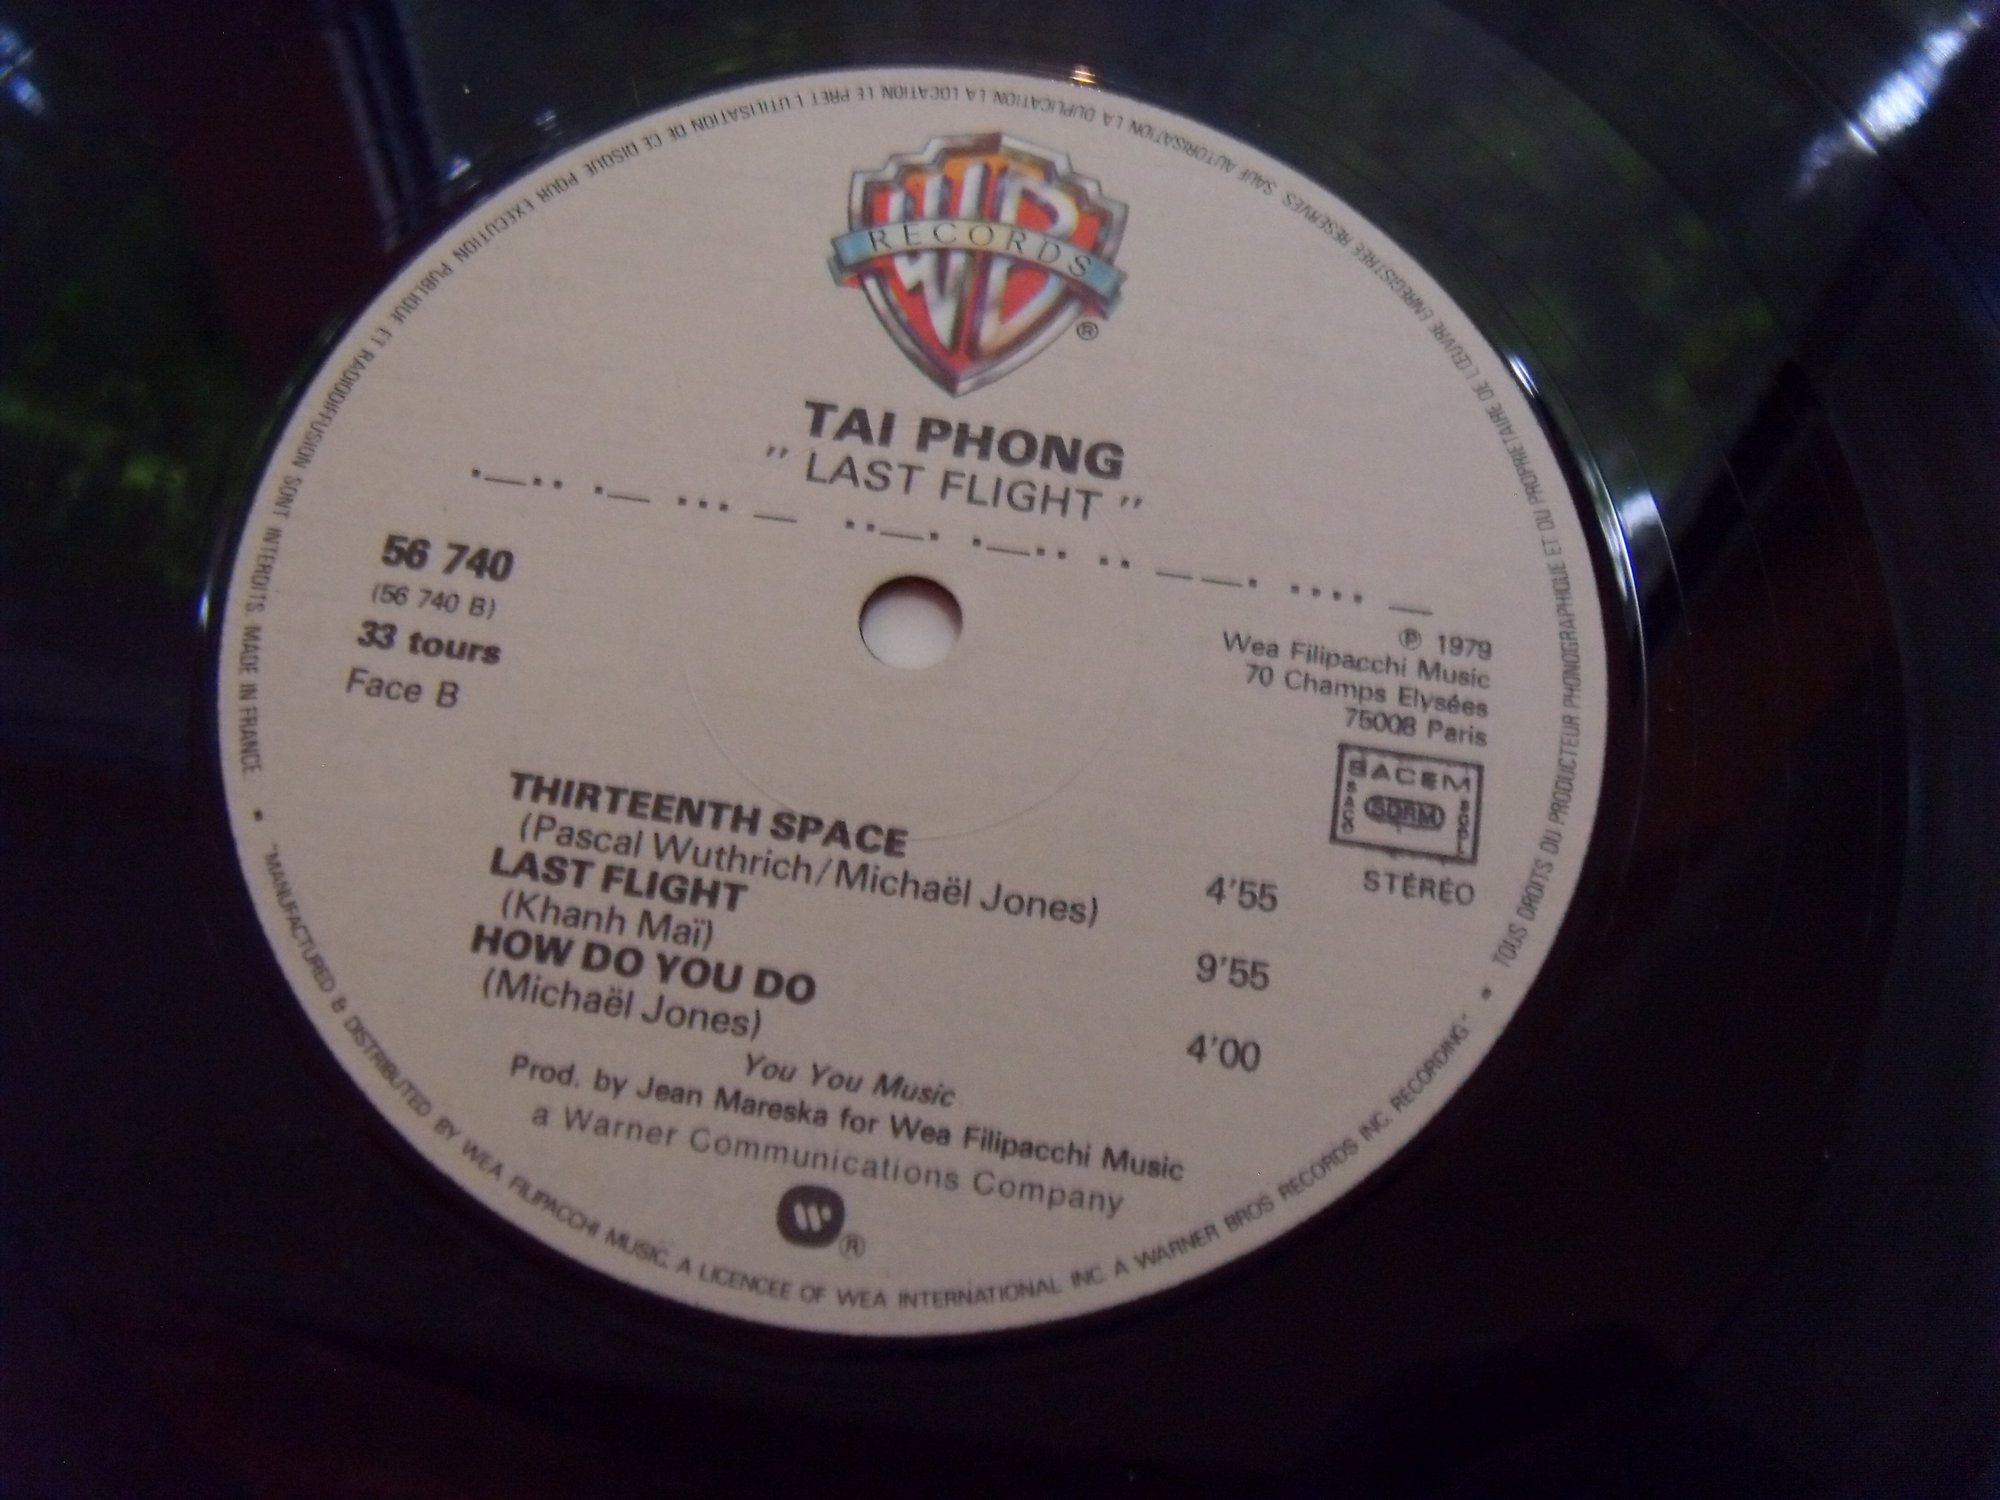 WB
RECORDS
®
TAI PHONG
" LAST FLIGHT "
.—.. .— ... — ..—. .—.. .. ——. .... —
56 740
(56 740 B)
33 tours
Face B
℗ 1979
Wea Filipacchi Music
70 Champs Elysées
75008 Paris
SACEM
SACD SDRM SGDL
STÉRÉO
THIRTEENTH SPACE
(Pascal Wuthrich/Michaël Jones) 4'55
LAST FLIGHT
(Khanh Maï) 9'55
HOW DO YOU DO
(Michaël Jones) 4'00
You You Music
Prod. by Jean Mareska for Wea Filipacchi Music
a Warner Communications Company
®
• TOUS DROITS DU PRODUCTEUR PHONOGRAPHIQUE ET DU PROPRIETAIRE DE L'ŒUVRE ENREGISTREE RESERVES. SAUF AUTORISATION LA DUPLICATION LA LOCATION LE PRET L'UTILISATION DE CE DISQUE POUR EXECUTION PUBLIQUE ET RADIODIFFUSION SONT INTERDITS. MADE IN FRANCE.
• "MANUFACTURED & DISTRIBUTED BY WEA FILIPACCHI MUSIC. A LICENCEE OF WEA INTERNATIONAL INC. A WARNER BROS RECORDS INC. RECORDING"